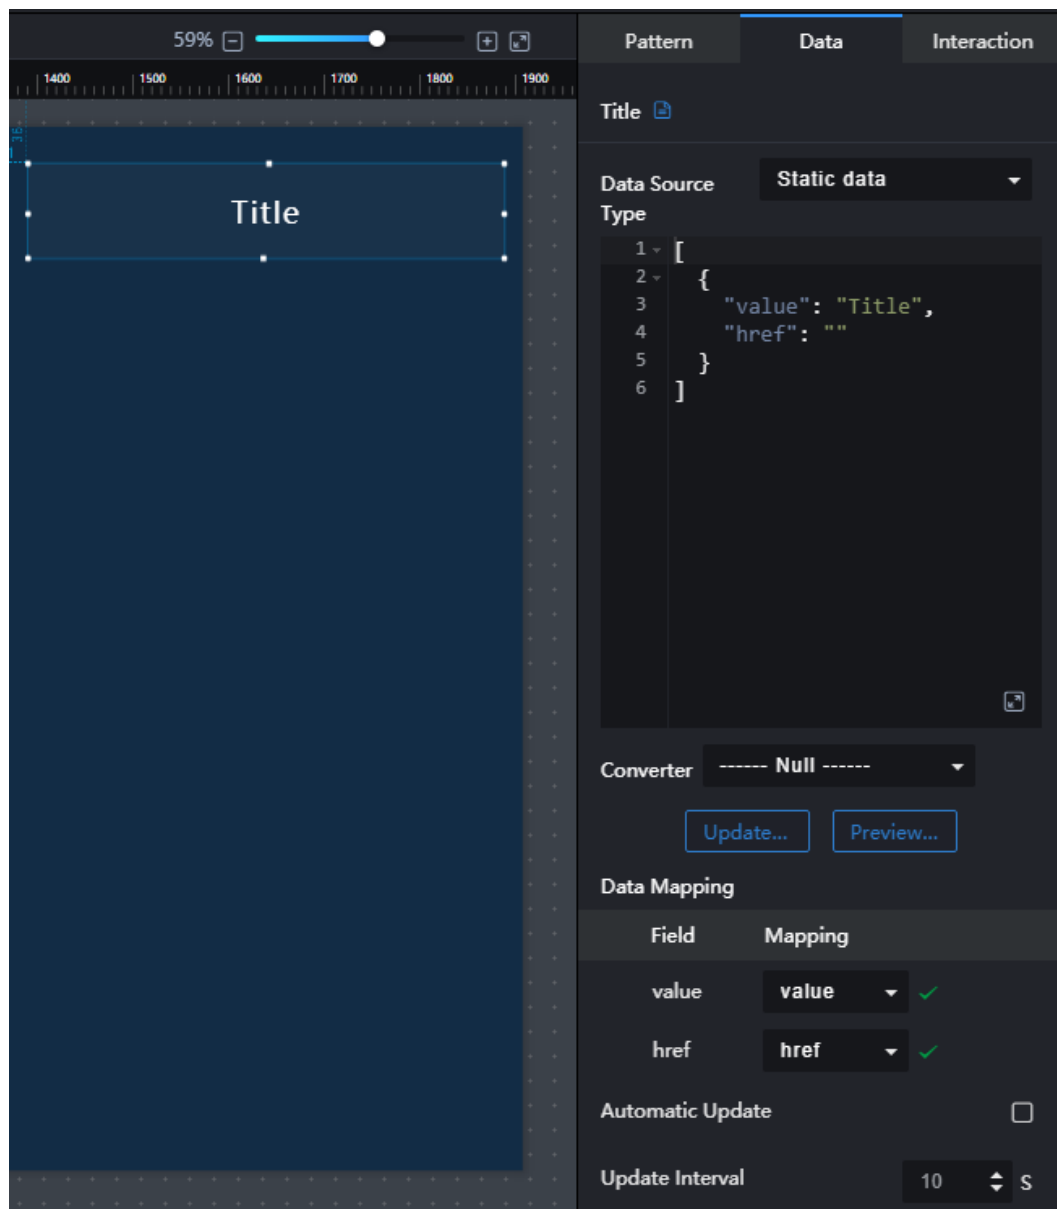 59%
Pattern Data Interaction
1400 1500 1600 1700 1800 1900
Title
36
Data Source Type
Static data
Title
1 [
2 {
3 "value": "Title",
4 "href": ""
5 }
6 ]
Converter ------ Null ------
Update... Preview...
Data Mapping
Field Mapping
value value
href href
Automatic Update
Update Interval 10 S